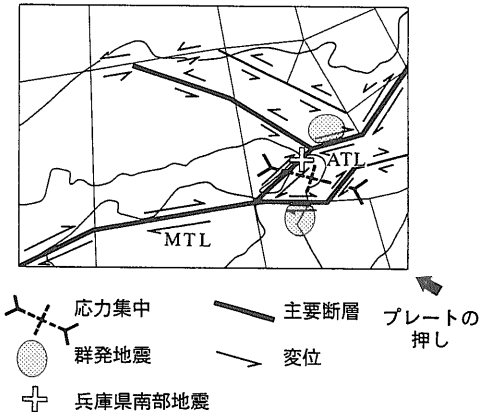 ATL
MTL
応力集中
主要断層
プレートの
押し
群発地震
変位
兵庫県南部地震